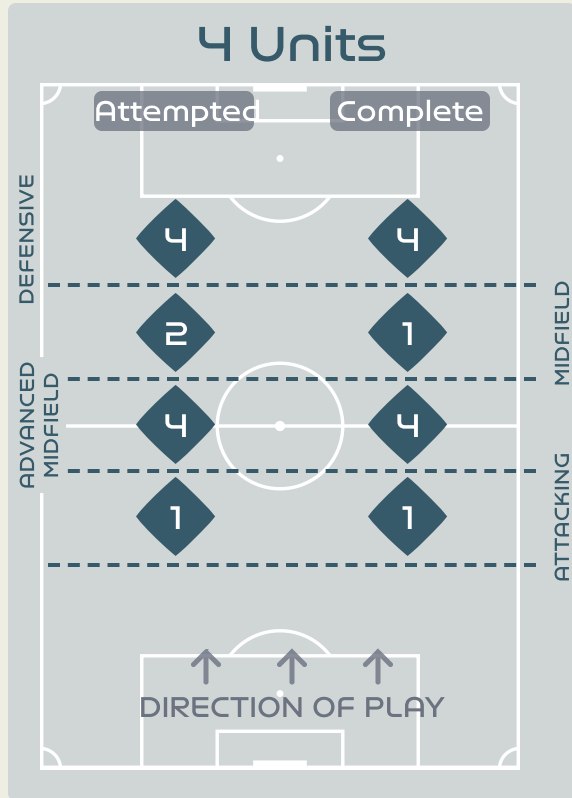 4 Units
Attempted
Complete
DEFENSIVE
4
4
MIDFIELD
2
1
ADVANCED
MIDFIELD
4
4
ATTACKING
1
1
DIRECTION OF PLAY